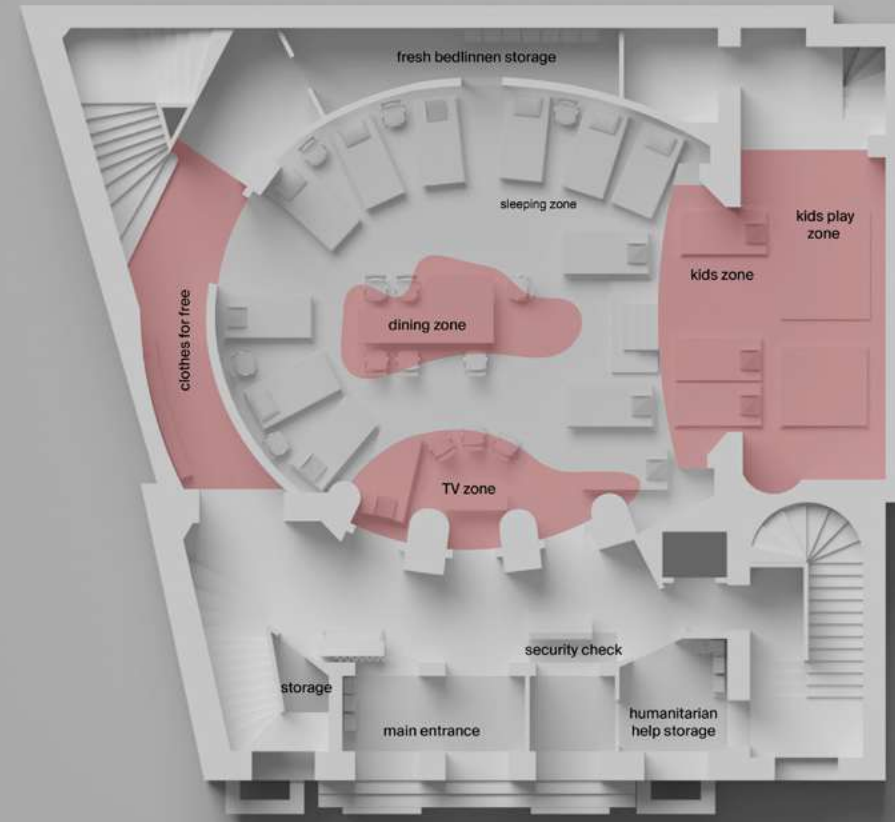 fresh bedlinnen storage
sleeping zone
kids play
zone
kids zone
clothes for free
dining zone
TV zone
security check
storage
main entrance
humanitarian
help storage